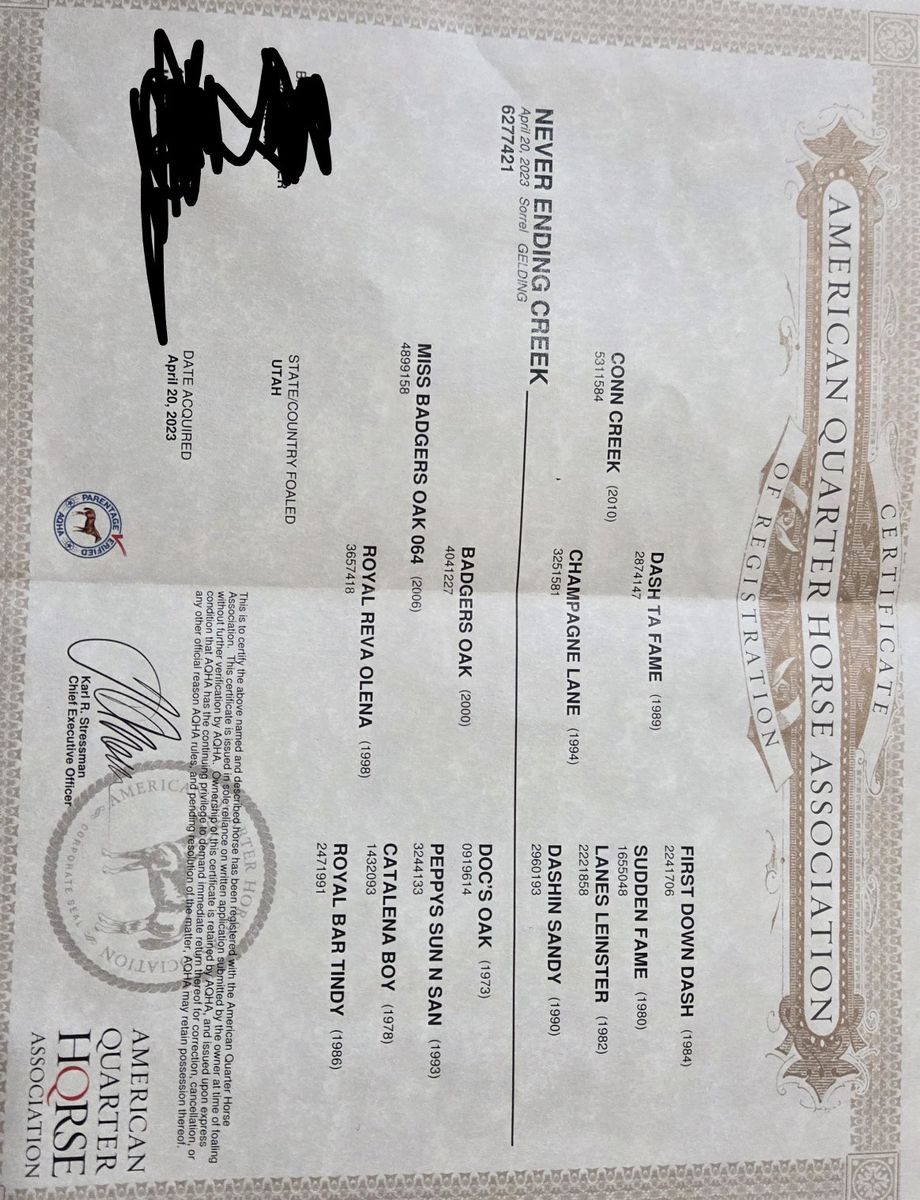 CERTIFICATE
AMERICAN QUARTER HORSE ASSOCIATION
OF REGISTRATION
FIRST DOWN DASH (1984)
2241706
DASH TA FAME (1989)
2874147
SUDDEN FAME (1980)
1655048
CONN CREEK (2010)
5311584
LANES LEINSTER (1982)
2221858
CHAMPAGNE LANE (1994)
3251581
DASHIN SANDY (1990)
2960193
NEVER ENDING CREEK
April 20, 2023 Sorrel GELDING
6277421
DOC'S OAK (1973)
0919614
BADGERS OAK (2000)
4041227
PEPPYS SUN N SAN (1993)
3244133
MISS BADGERS OAK 064 (2006)
4899158
CATALENA BOY (1978)
1432093
ROYAL REVA OLENA (1998)
3657418
ROYAL BAR TINDY (1986)
2471991
STATE/COUNTRY FOALED
UTAH
DATE ACQUIRED
April 20, 2023
This is to certify the above named and described horse has been registered with the American Quarter Horse
Association. This certificate is issued in sole reliance on written application submitted by the owner at time of foaling
without further verification by AQHA. Ownership of this certificate is retained by AQHA, and issued upon express
condition that AQHA has the continuing privilege to demand immediate return thereof for correction, cancellation, or
any other official reason AQHA rules, and pending resolution of the matter, AQHA may retain possession thereof.
PARENTAGE
VERIFIED
AQHA
Karl R. Stressman
Chief Executive Officer
CORPORATE SEAL
AMERICAN
QUARTER
HORSE
ASSOCIATION